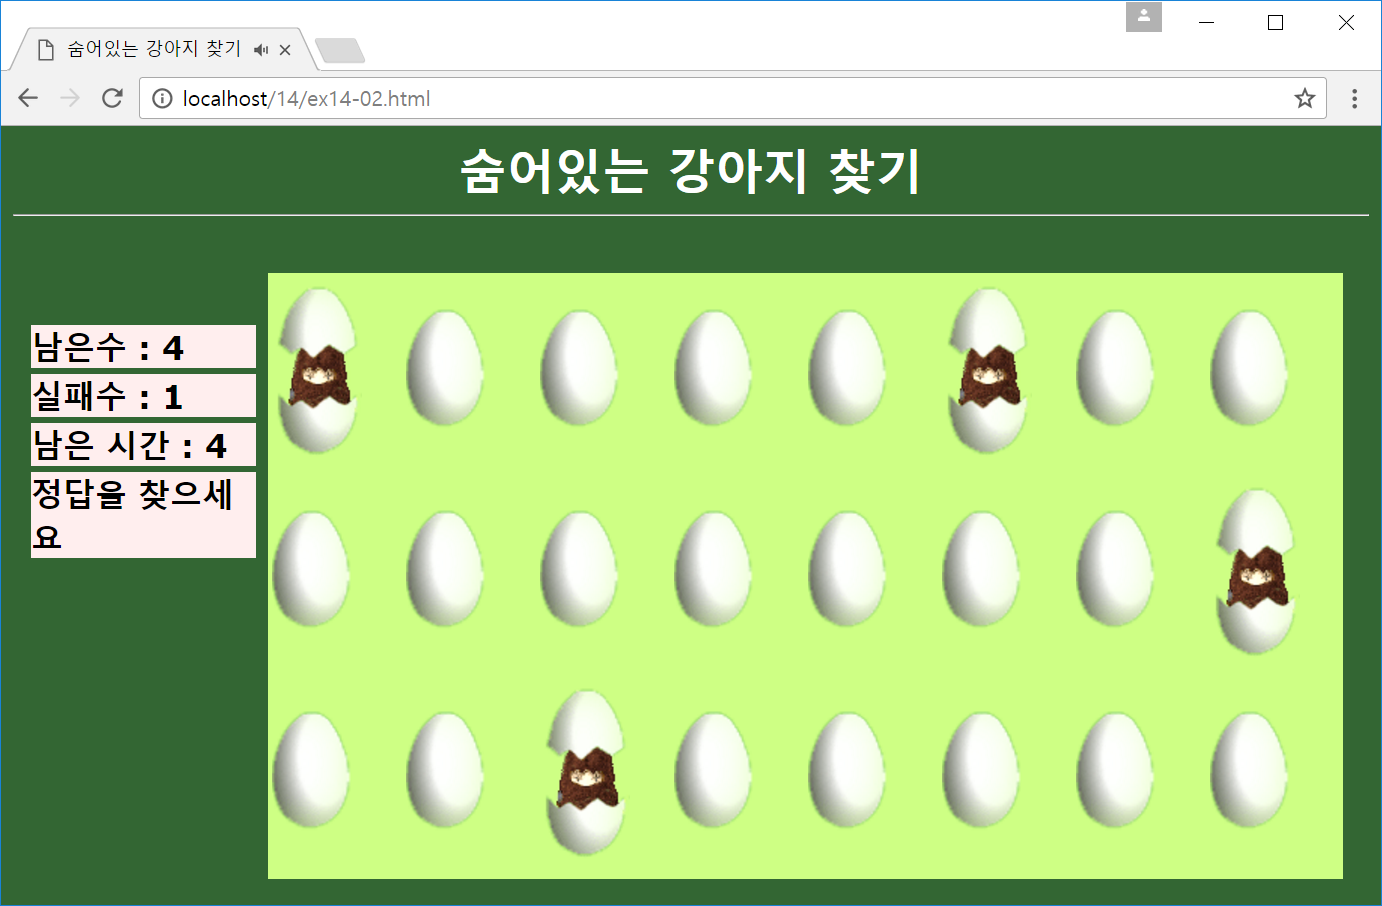 숨어있는 강아지 찾기
localhost/14/ex14-02.html
숨어있는 강아지 찾기
남은수 : 4
실패수 : 1
남은 시간 : 4
정답을 찾으세
요